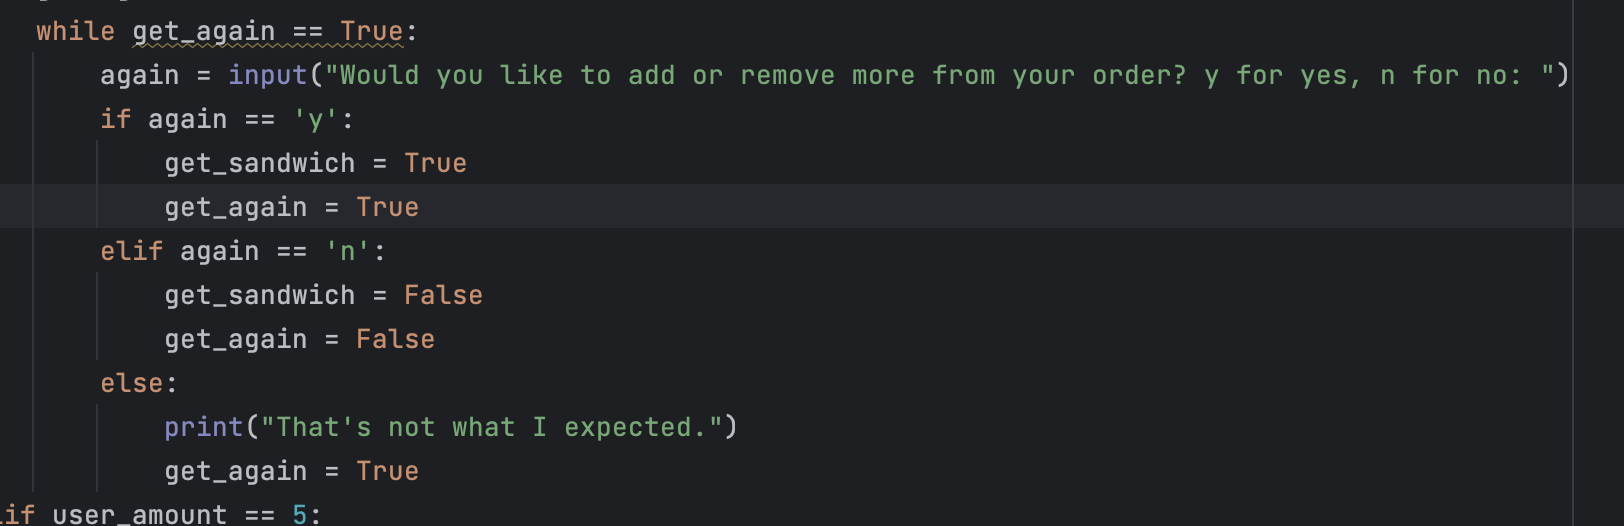 while get_again == True:
again = input("Would you like to add or remove more from your order? y for yes, n for no: ")
if again == 'y':
get_sandwich = True
get_again = True
elif again == 'n':
get_sandwich = False
get_again = False
else:
print("That's not what I expected.")
get_again = True
if user_amount == 5: